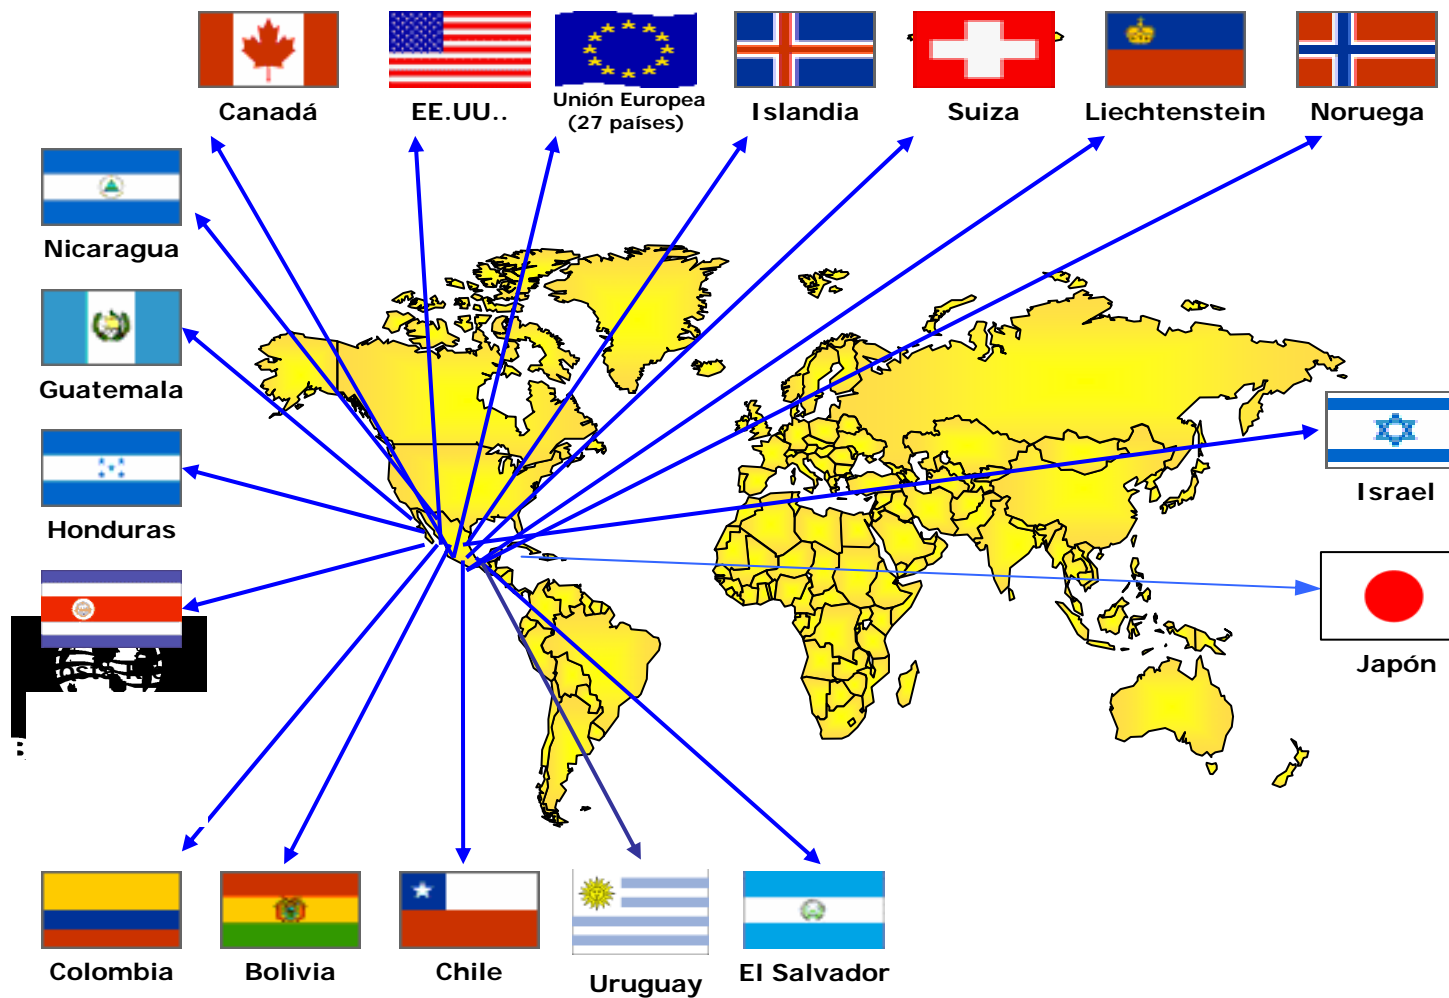 Canadá
EE.UU..
Unión Europea
(27 países)
Islandia
Suiza
Liechtenstein
Noruega
Nicaragua
Guatemala
Honduras
Israel
Japón
Colombia
Bolivia
Chile
Uruguay
El Salvador